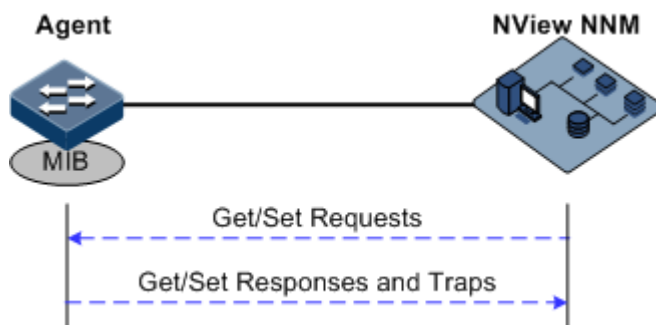 Agent
NView NNM
MIB
Get/Set Requests
Get/Set Responses and Traps